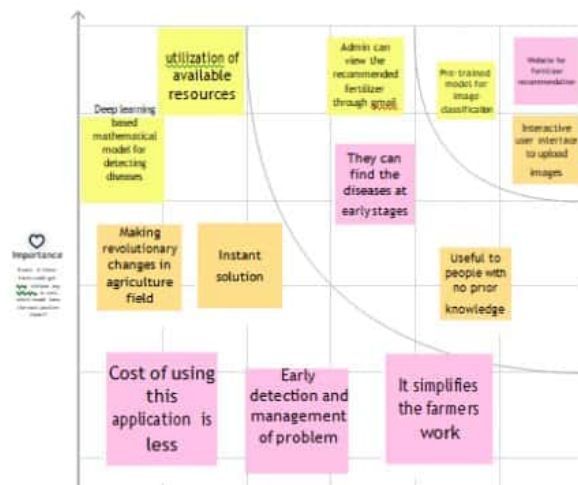 utilization of
available
resources
Admin can
view the
recommended
fertilizer
through gmail
Pre-trained
model for
image
classification
Website for
fertilizer
recommendation
Deep learning
based
mathematical
model for
detecting
diseases
Interactive
user interface
to upload
images
They can
find the
diseases at
early stages
Making
revolutionary
changes in
agriculture
field
Instant
solution
Useful to
people with
no prior
knowledge
Importance
Cost of using
this
application is
less
Early
detection and
management
of problem
It simplifies
the farmers
work